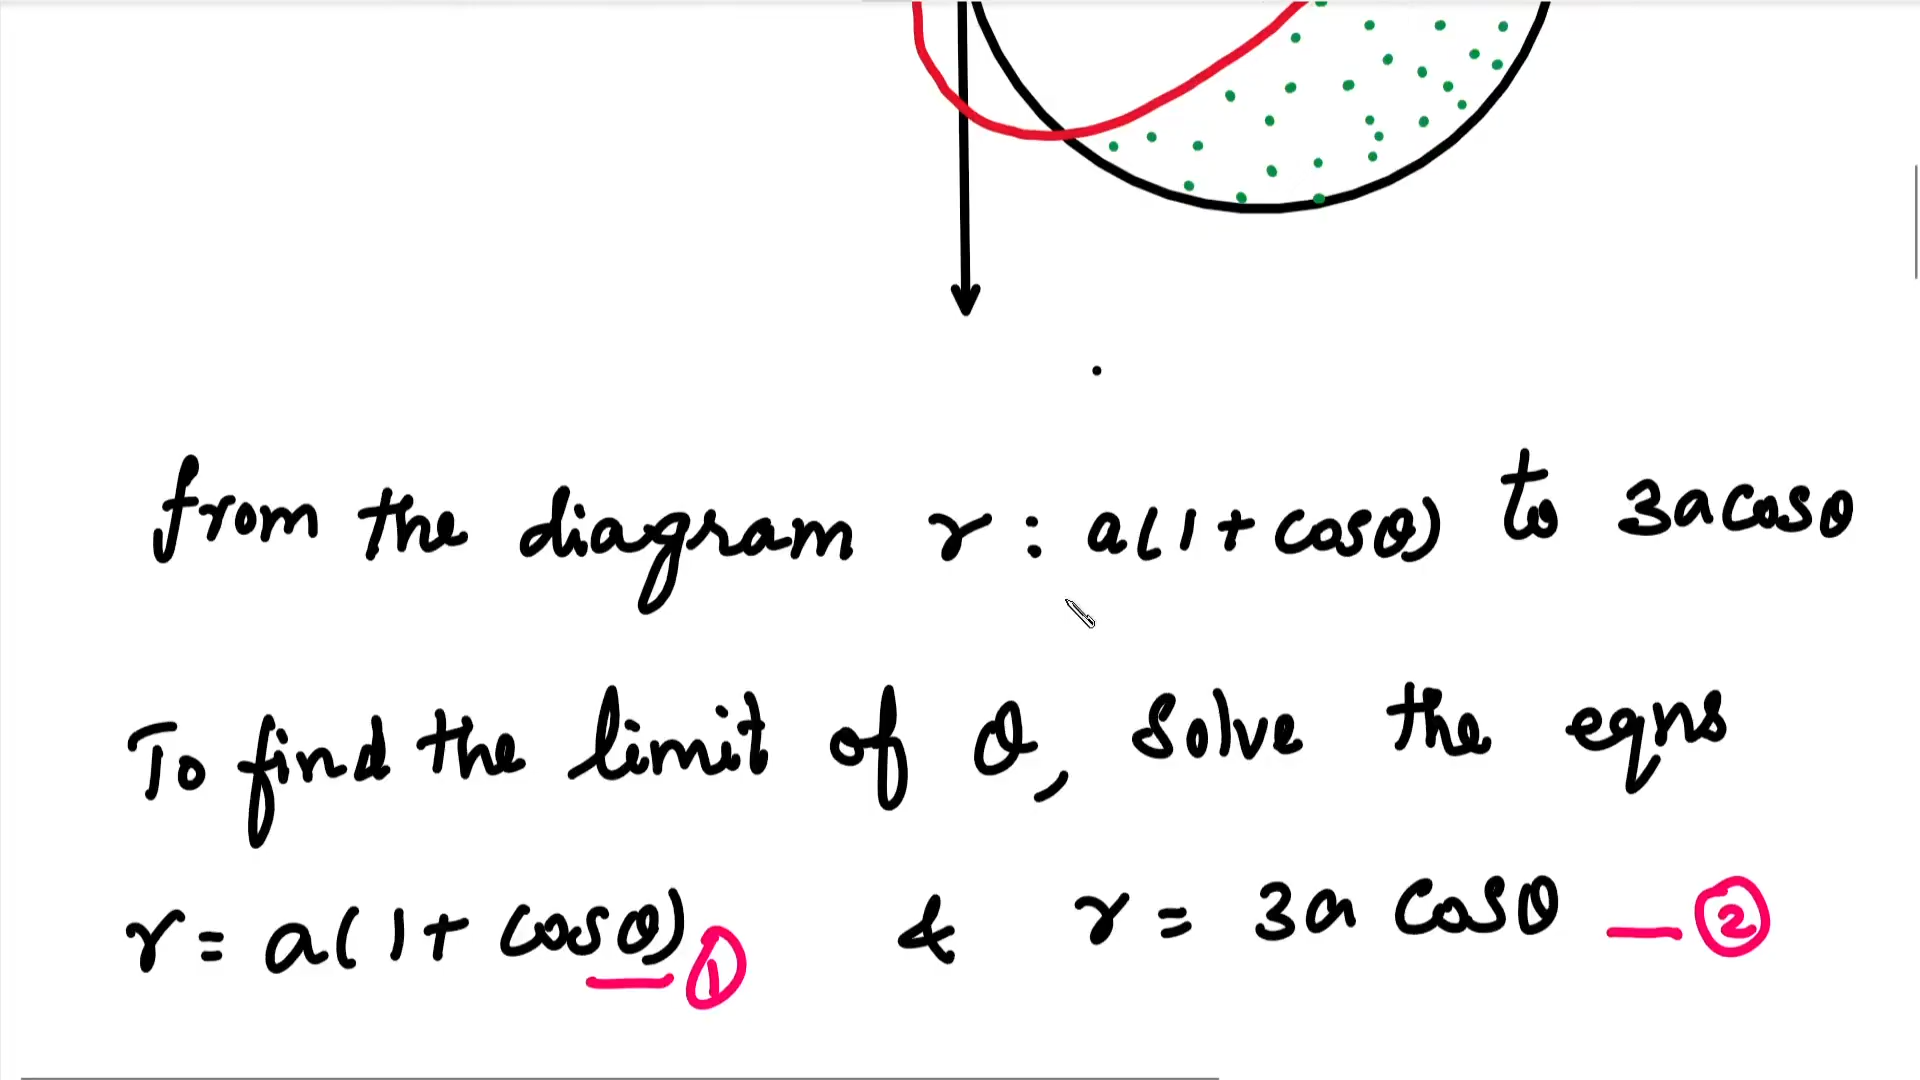 from the diagram r : a(1+cosθ) to 3acosθ
To find the limit of θ, Solve the eqns
r = a(1+cosθ) ① & r = 3a cosθ — ②